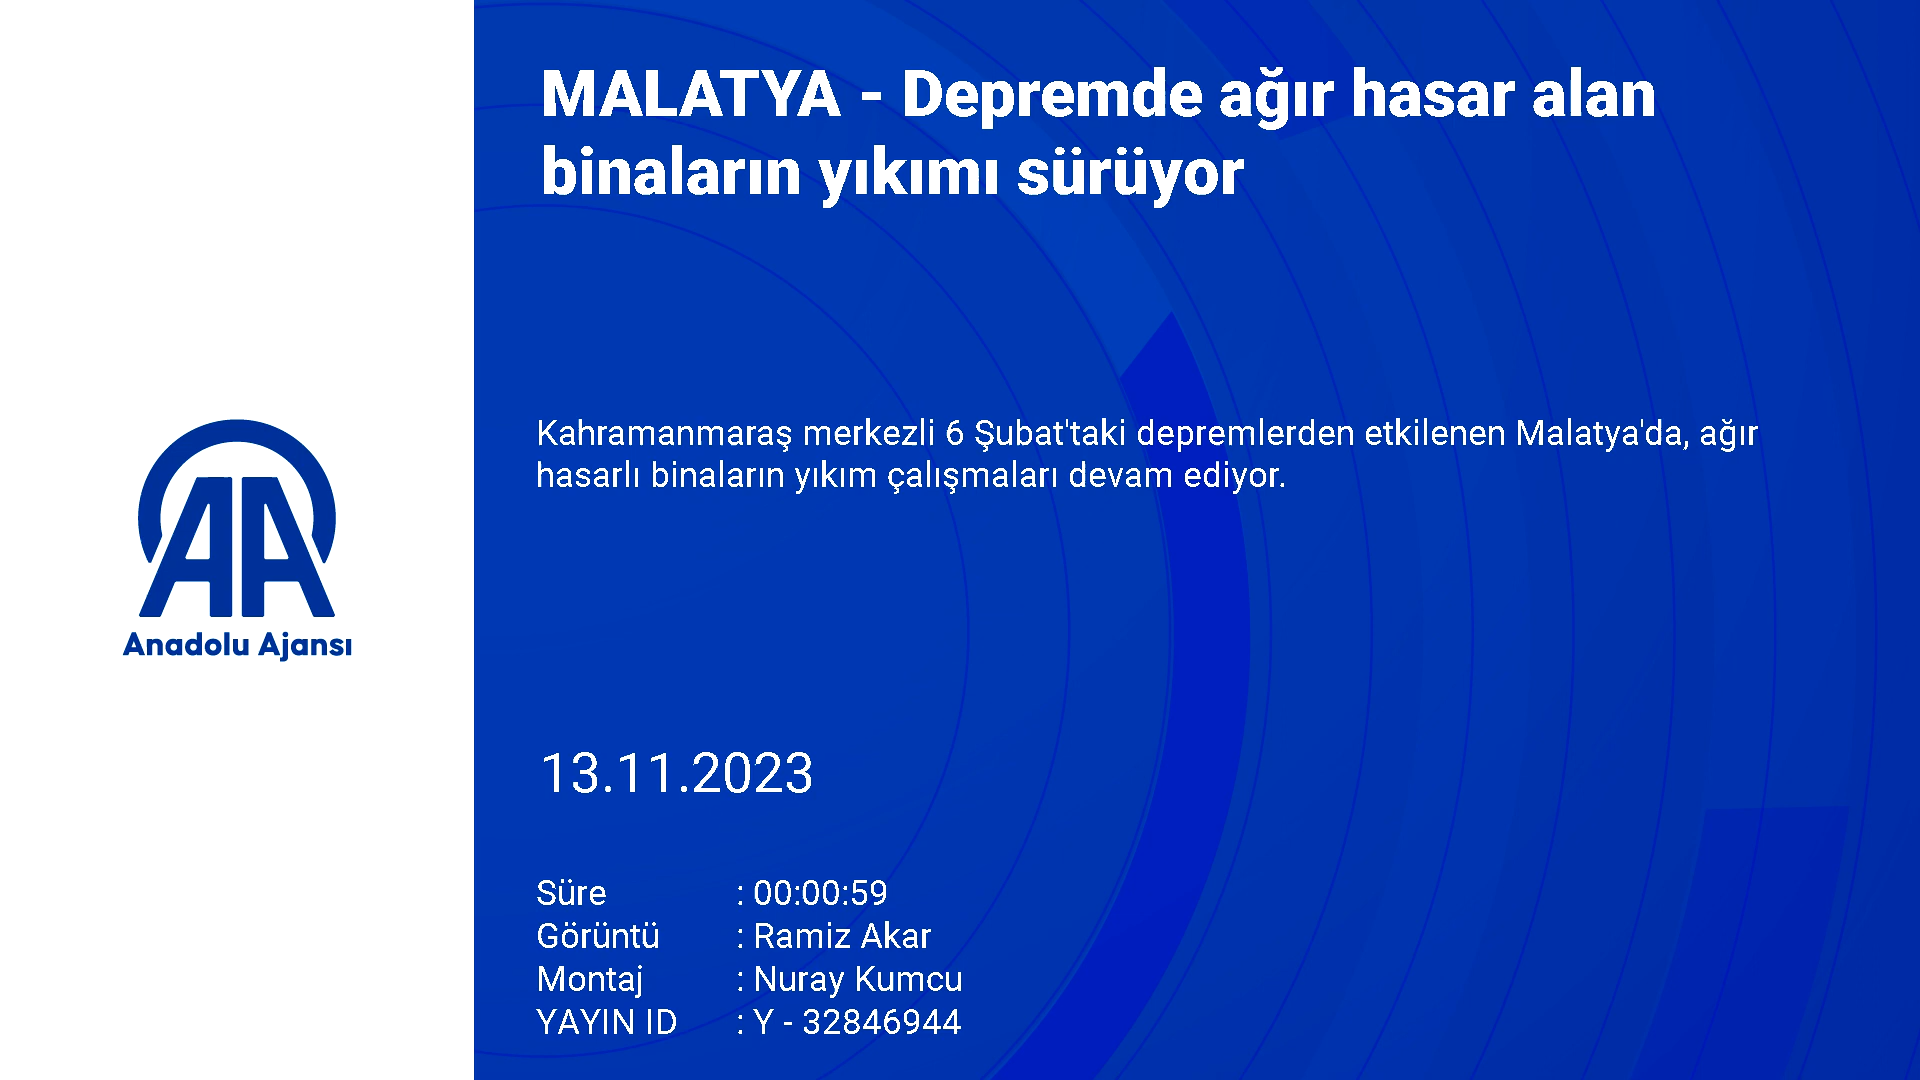 MALATYA - Depremde ağır hasar alan
binaların yıkımı sürüyor
Kahramanmaraş merkezli 6 Şubat'taki depremlerden etkilenen Malatya'da, ağır
hasarlı binaların yıkım çalışmaları devam ediyor.
AA
Anadolu Ajansı
13.11.2023
Süre : 00:00:59
Görüntü : Ramiz Akar
Montaj : Nuray Kumcu
YAYIN ID : Y - 32846944